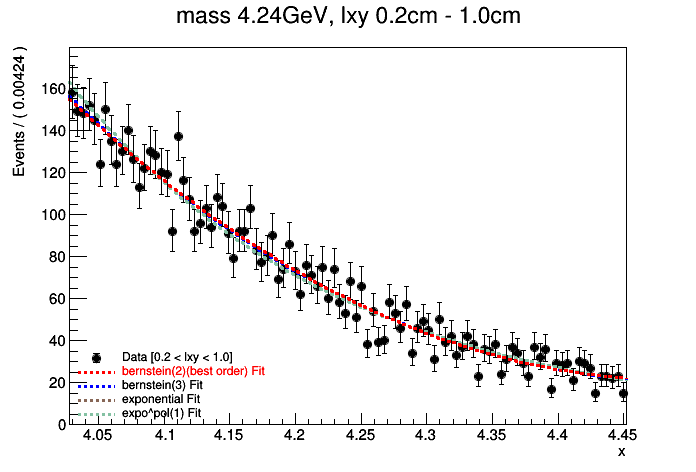 mass 4.24GeV, lxy 0.2cm - 1.0cm
Events / ( 0.00424 )
160
140
120
100
80
60
40
20
0
Data [0.2 < lxy < 1.0]
bernstein(2)(best order) Fit
bernstein(3) Fit
exponential Fit
expo^pol(1) Fit
4.05 4.1 4.15 4.2 4.25 4.3 4.35 4.4 4.45
x